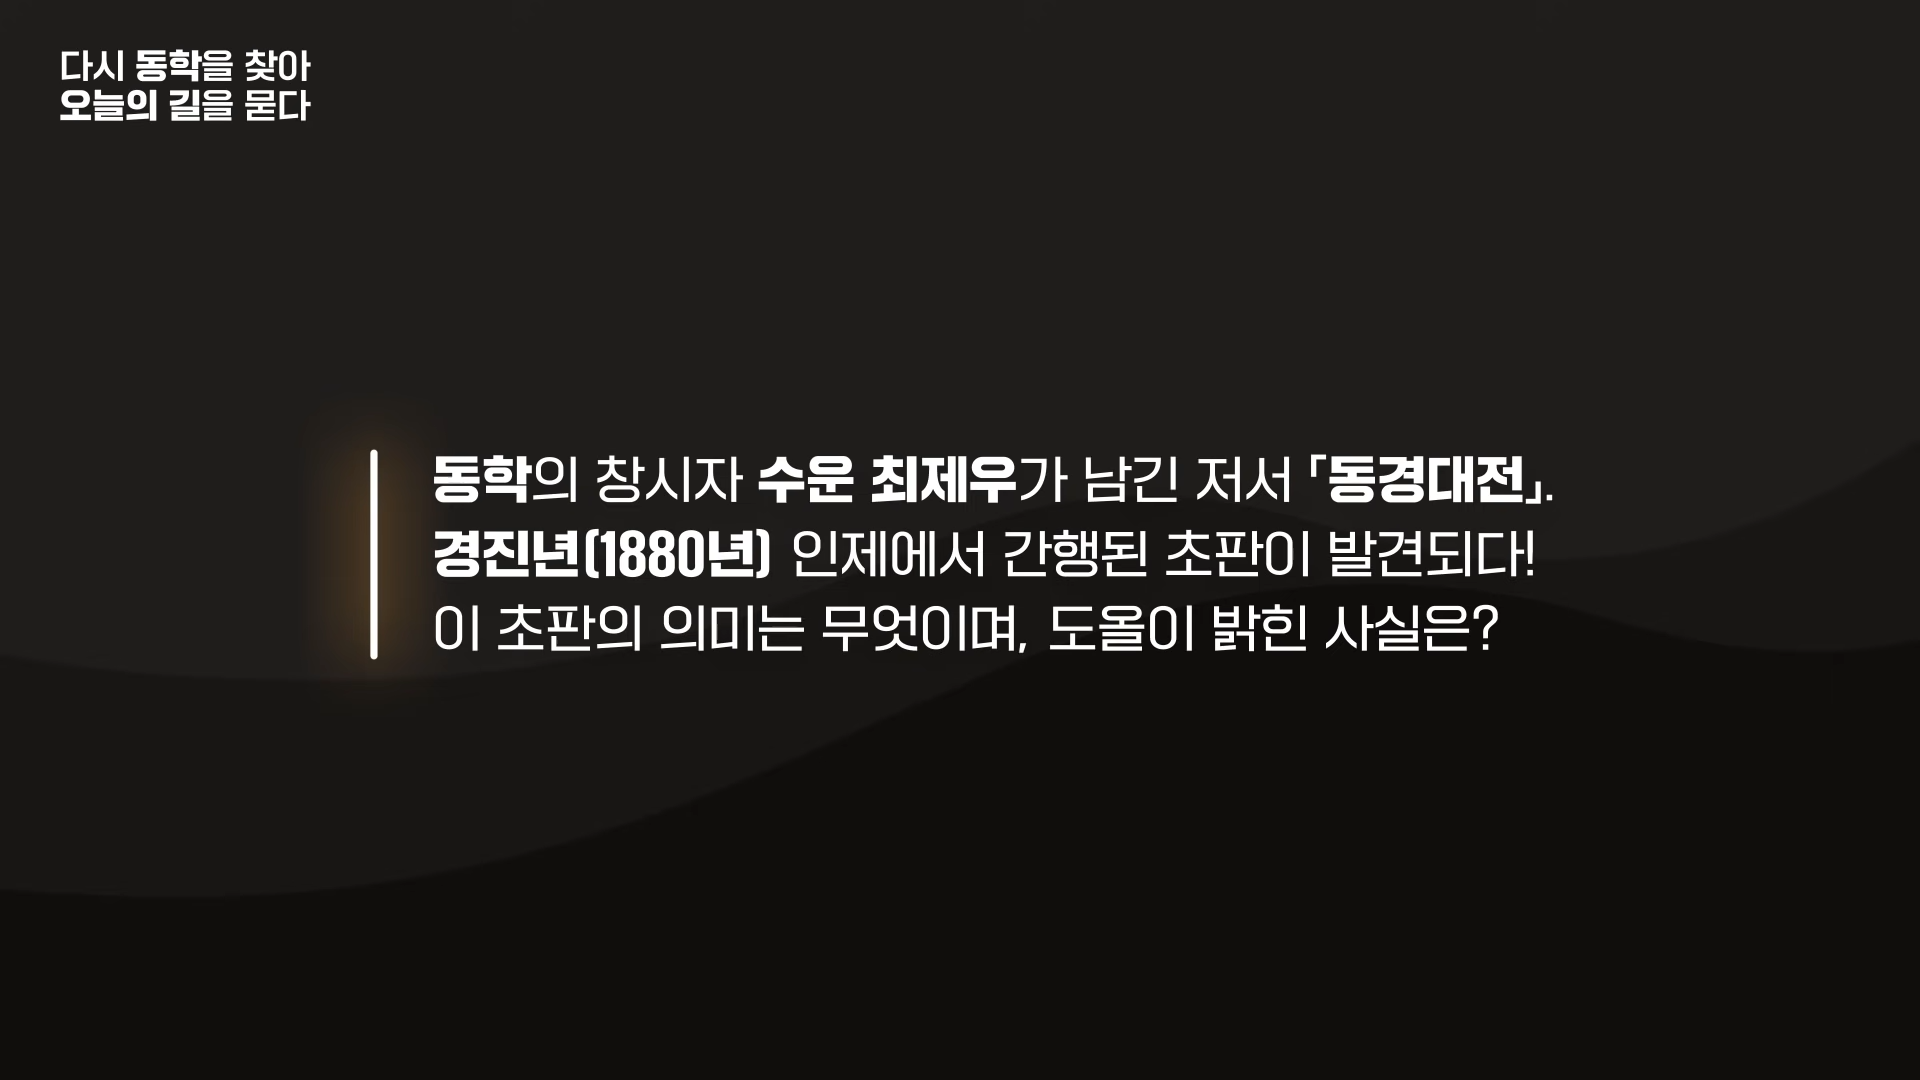 다시 동학을 찾아
오늘의 길을 묻다
동학의 창시자 수운 최제우가 남긴 저서 「동경대전」.
경진년(1880년) 인제에서 간행된 초판이 발견되다!
이 초판의 의미는 무엇이며, 도올이 밝힌 사실은?